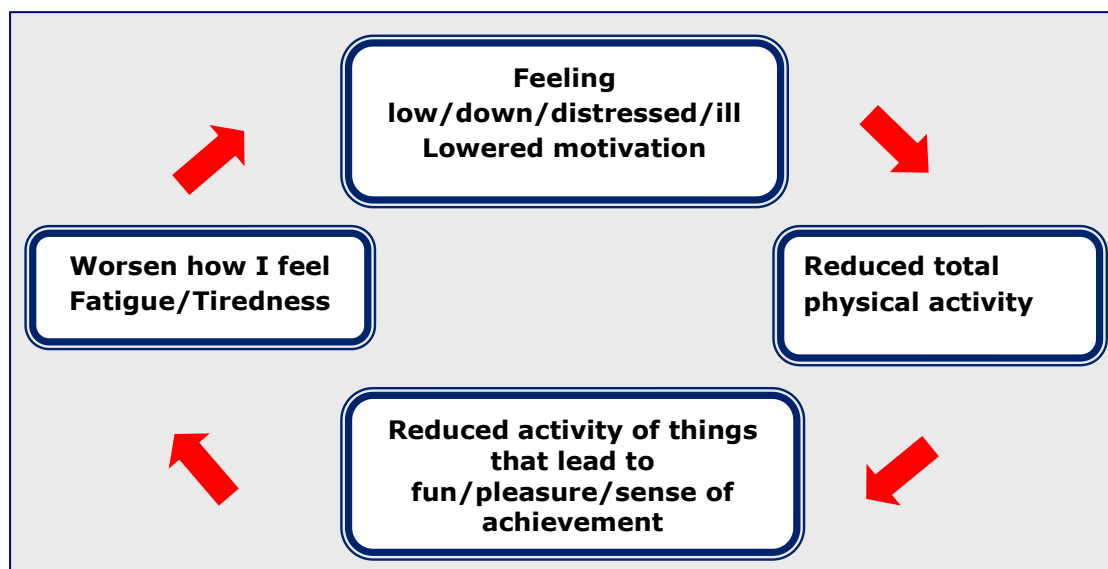 Feeling
low/down/distressed/ill
Lowered motivation
Worsen how I feel
Fatigue/Tiredness
Reduced total
physical activity
Reduced activity of things
that lead to
fun/pleasure/sense of
achievement